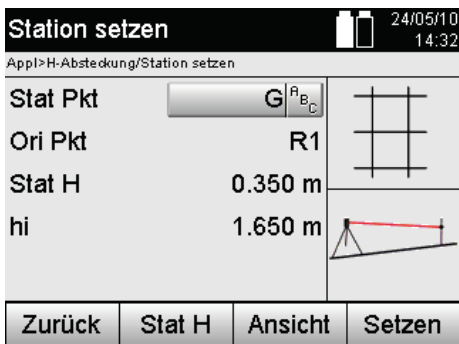 Station setzen 24/05/10
14:32
Appl>H-Absteckung/Station setzen
Stat Pkt G ABC
Ori Pkt R1
Stat H 0.350 m
hi 1.650 m
Zurück Stat H Ansicht Setzen